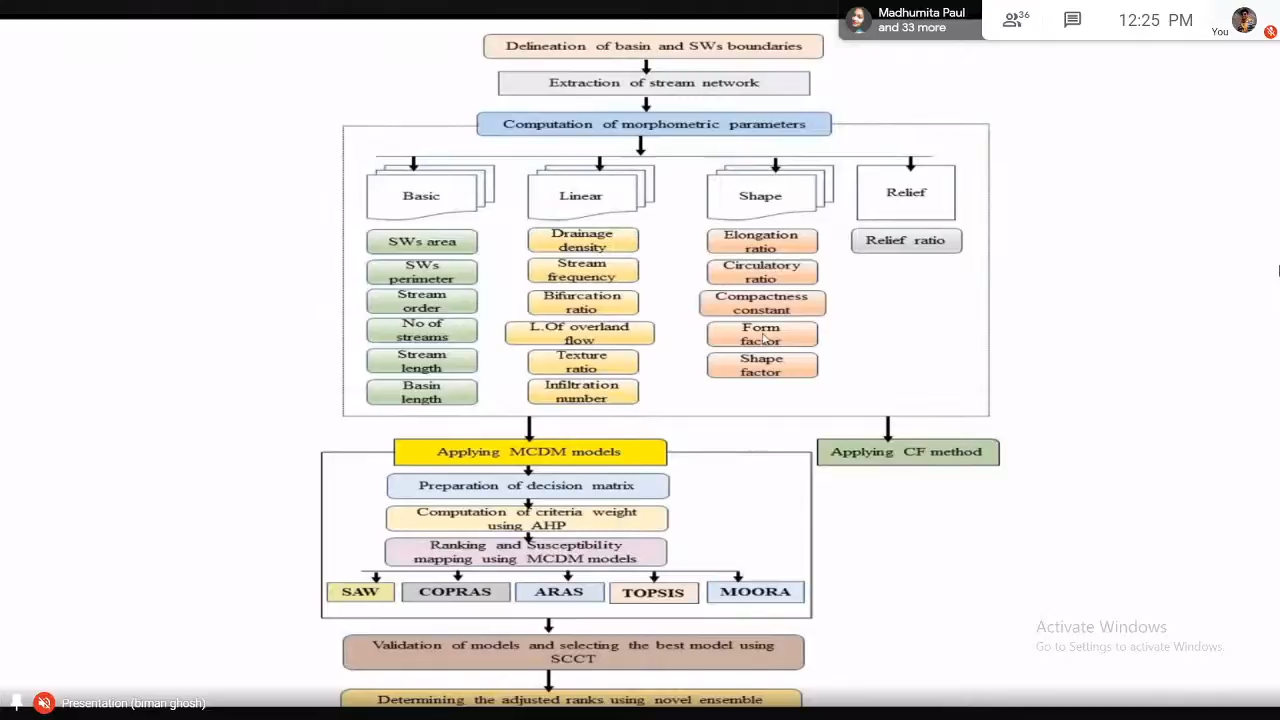 Madhumita Paul
and 33 more
36
12:25 PM
You
Delineation of basin and SWs boundaries
Extraction of stream network
Computation of morphometric parameters
Basic
Linear
Shape
Relief
SWs area
SWs
perimeter
Stream
order
No of
streams
Stream
length
Basin
length
Drainage
density
Stream
frequency
Bifurcation
ratio
L.Of overland
flow
Texture
ratio
Infiltration
number
Elongation
ratio
Circulatory
ratio
Compactness
constant
Form
factor
Shape
factor
Relief ratio
Applying MCDM models
Applying CF method
Preparation of decision matrix
Computation of criteria weight
using AHP
Ranking and Susceptibility
mapping using MCDM models
SAW
COPRAS
ARAS
TOPSIS
MOORA
Validation of models and selecting the best model using
SCCT
Determining the adjusted ranks using novel ensemble
Activate Windows
Go to Settings to activate Windows.
Presentation (biman ghosh)